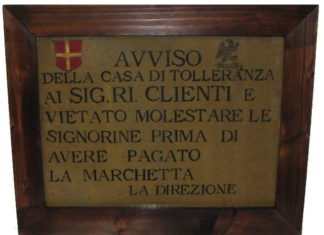 AVVISO
DELLA CASA DI TOLLERANZA
AI SIG.RI. CLIENTI E
VIETATO MOLESTARE LE
SIGNORINE PRIMA DI
AVERE PAGATO
LA MARCHETTA
LA DIREZIONE